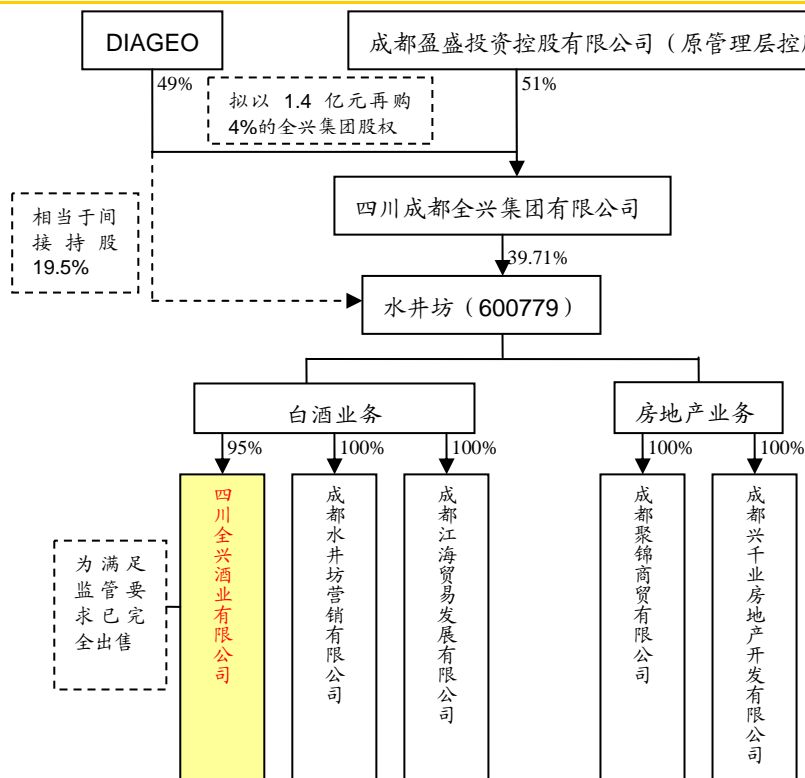 DIAGEO
成都盈盛投资控股有限公司（原管理层控
49%
51%
拟以 1.4 亿元再购
4%的全兴集团股权
四川成都全兴集团有限公司
相当于间
接 持 股
19.5%
39.71%
水井坊（600779）
白酒业务
房地产业务
95%
100%
100%
100%
100%
四川全兴酒业有限公司
成都水井坊营销有限公司
成都江海贸易发展有限公司
成都聚锦商贸有限公司
成都兴千业房地产开发有限公司
为 满 足
监 管 要
求 已 完
全出售